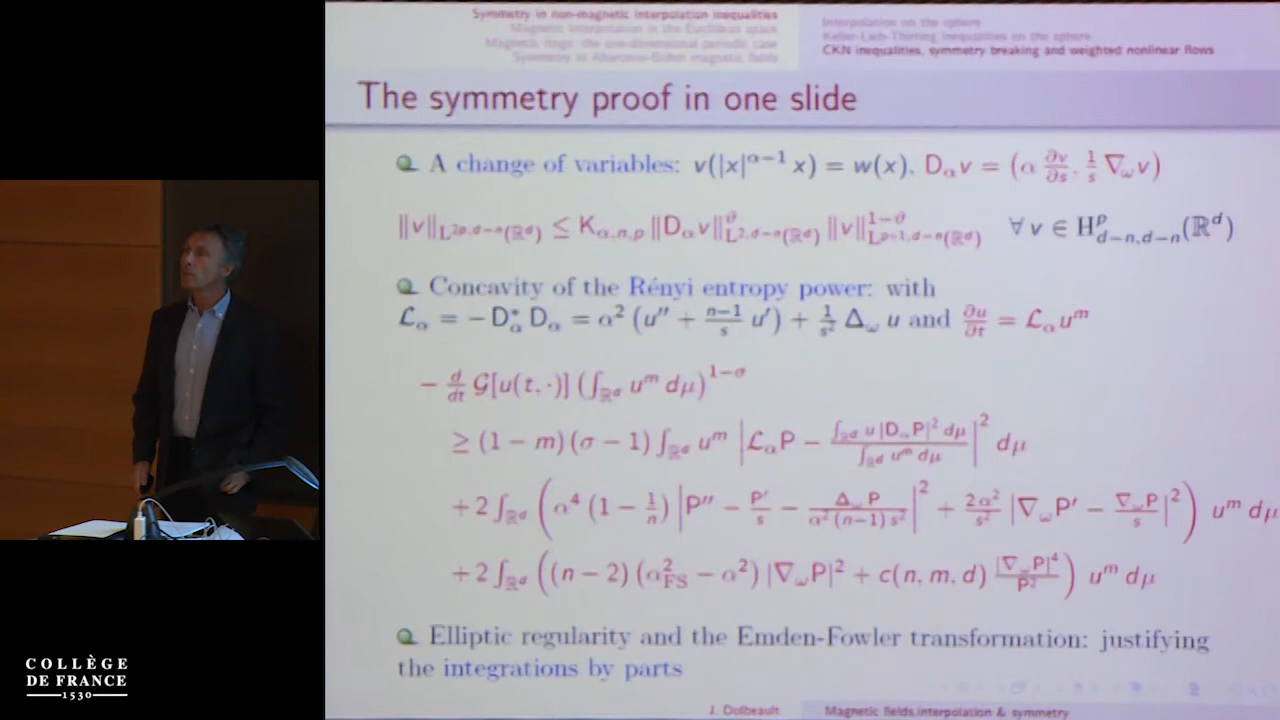 Symmetry in non-magnetic interpolation inequalities
Magnetic interpolation in the Euclidean space
Magnetic rings: the one-dimensional periodic case
Symmetry in Aharonov-Bohm magnetic fields
Interpolation on the sphere
Keller-Lieb-Thirring inequalities on the sphere
CKN inequalities, symmetry breaking and weighted nonlinear flows
The symmetry proof in one slide
A change of variables: v(|x|^{α−1} x) = w(x), D_α v = (α ∂v/∂s, 1/s ∇_ω v)
‖v‖_{L^{2p,d−n}(ℝ^d)} ≤ K_{α,n,p} ‖D_α v‖^ϑ_{L^{2,d−n}(ℝ^d)} ‖v‖^{1−ϑ}_{L^{p+1,d−n}(ℝ^d)} ∀ v ∈ H^p_{d−n,d−n}(ℝ^d)
Concavity of the Rényi entropy power: with
ℒ_α = − D*_α D_α = α² (u″ + (n−1)/s u′) + 1/s² Δ_ω u and ∂u/∂t = ℒ_α u^m
− d/dt 𝒢[u(t,·)] (∫_{ℝ^d} u^m dμ)^{1−σ}
≥ (1 − m)(σ − 1) ∫_{ℝ^d} u^m |ℒ_α P − (∫_{ℝ^d} u |D_α P|² dμ)/(∫_{ℝ^d} u^m dμ)|² dμ
+ 2 ∫_{ℝ^d} (α⁴ (1 − 1/n) |P″ − P′/s − Δ_ω P/(α² (n−1) s²)|² + 2α²/s² |∇_ω P′ − ∇_ω P/s|²) u^m dμ
+ 2 ∫_{ℝ^d} ((n − 2)(α²_FS − α²) |∇_ω P|² + c(n, m, d) |∇_ω P|⁴/P²) u^m dμ
Elliptic regularity and the Emden-Fowler transformation: justifying
the integrations by parts
J. Dolbeault
Magnetic fields, interpolation & symmetry
COLLÈGE
DE FRANCE
1530